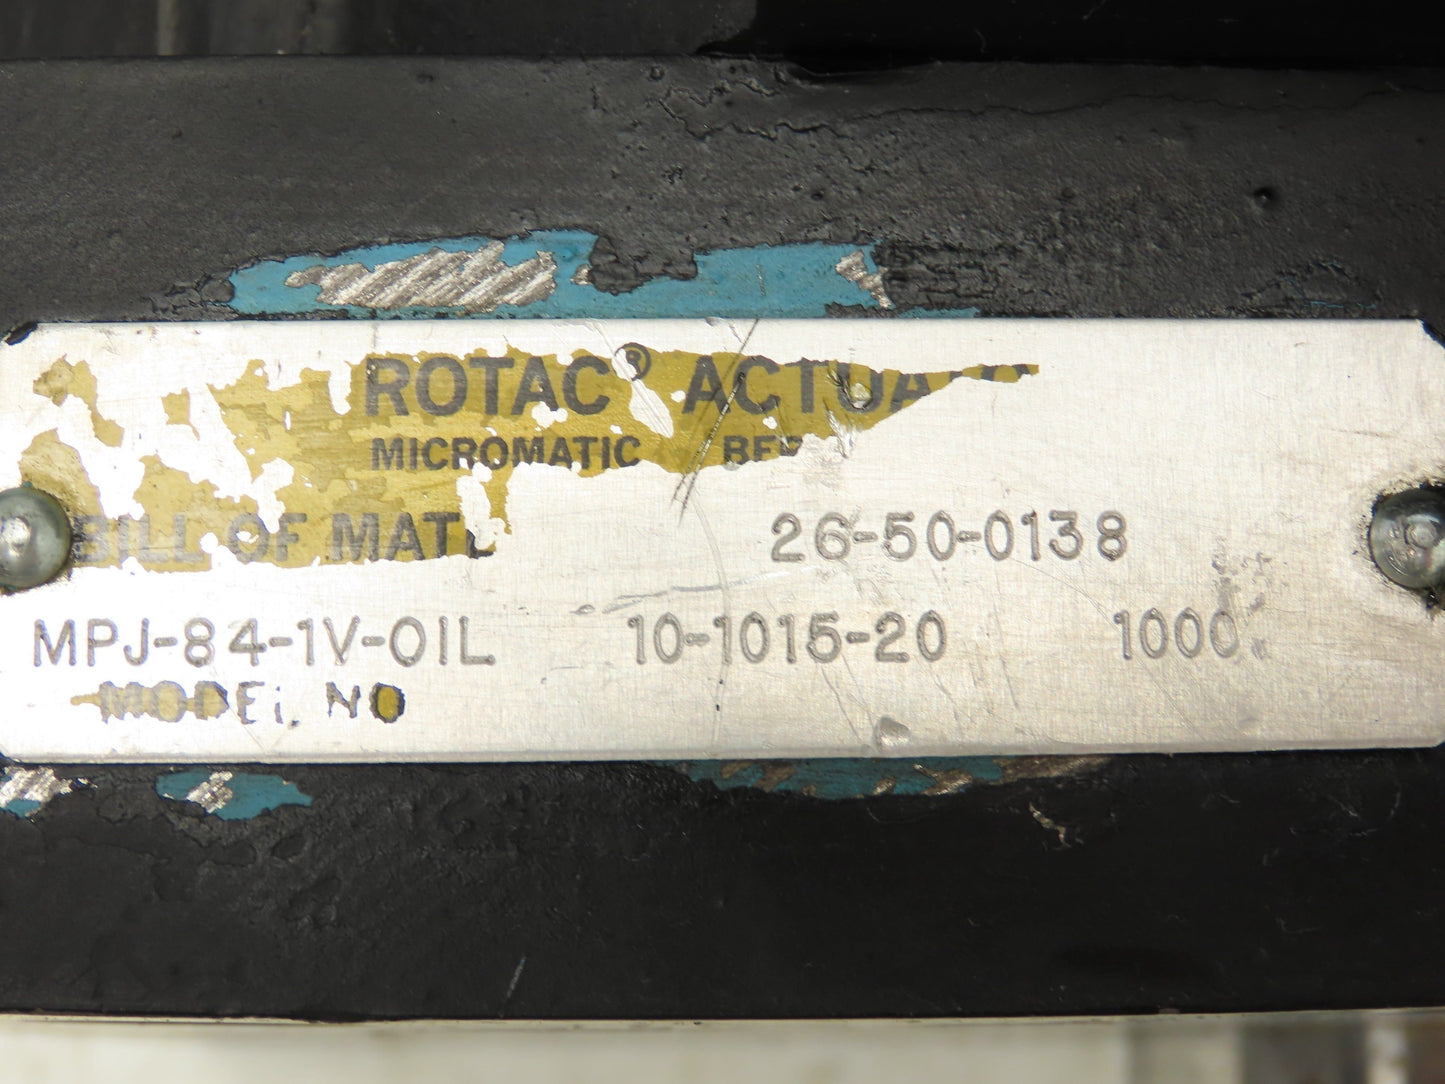 ROTAC® ACTUA
MICROMATIC
BILL OF MATL 26-50-0138
MPJ-84-1V-OIL 10-1015-20 1000
MODEL NO